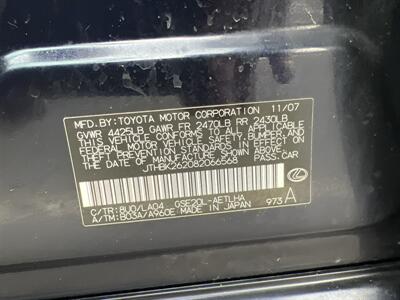 MFD.BY:TOYOTA MOTOR CORPORATION 11/07
GVWR 4425LB GAWR FR 2470LB RR 2430LB
THIS VEHICLE CONFORMS TO ALL APPLICABLE
FEDERAL MOTOR VEHICLE SAFETY, BUMPER, AND
THEFT PREVENTION STANDARDS IN EFFECT ON
THE DATE OF MANUFACTURE SHOWN ABOVE.
JTHBK262082066568 PASS.CAR
C/TR:8U0/LA04 GSE20L-AETLHA
A/TM:B03A/A960E MADE IN JAPAN 973 A